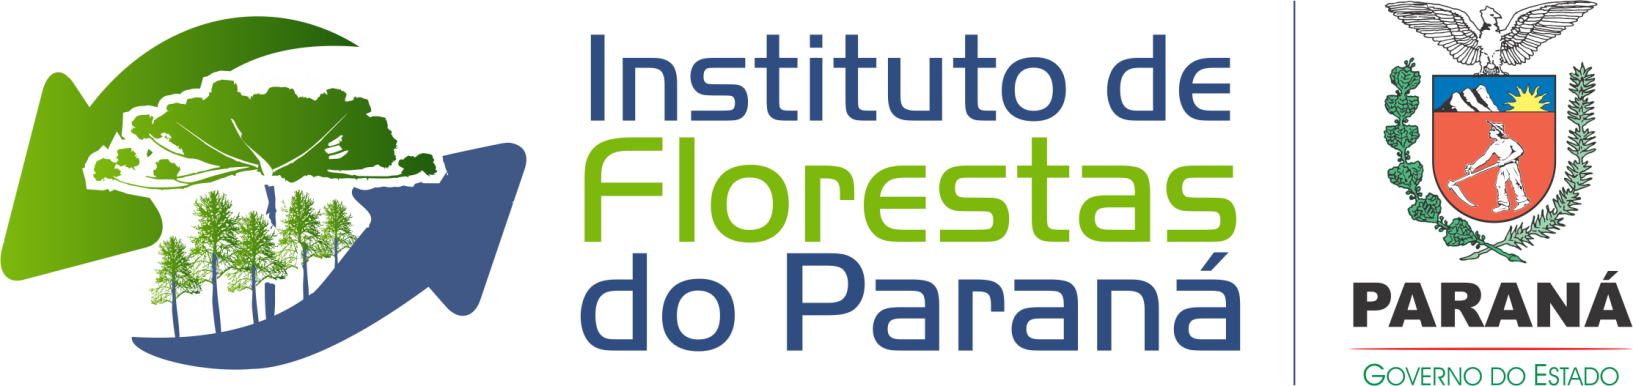 Instituto de
Florestas
do Paraná
PARANÁ
GOVERNO DO ESTADO